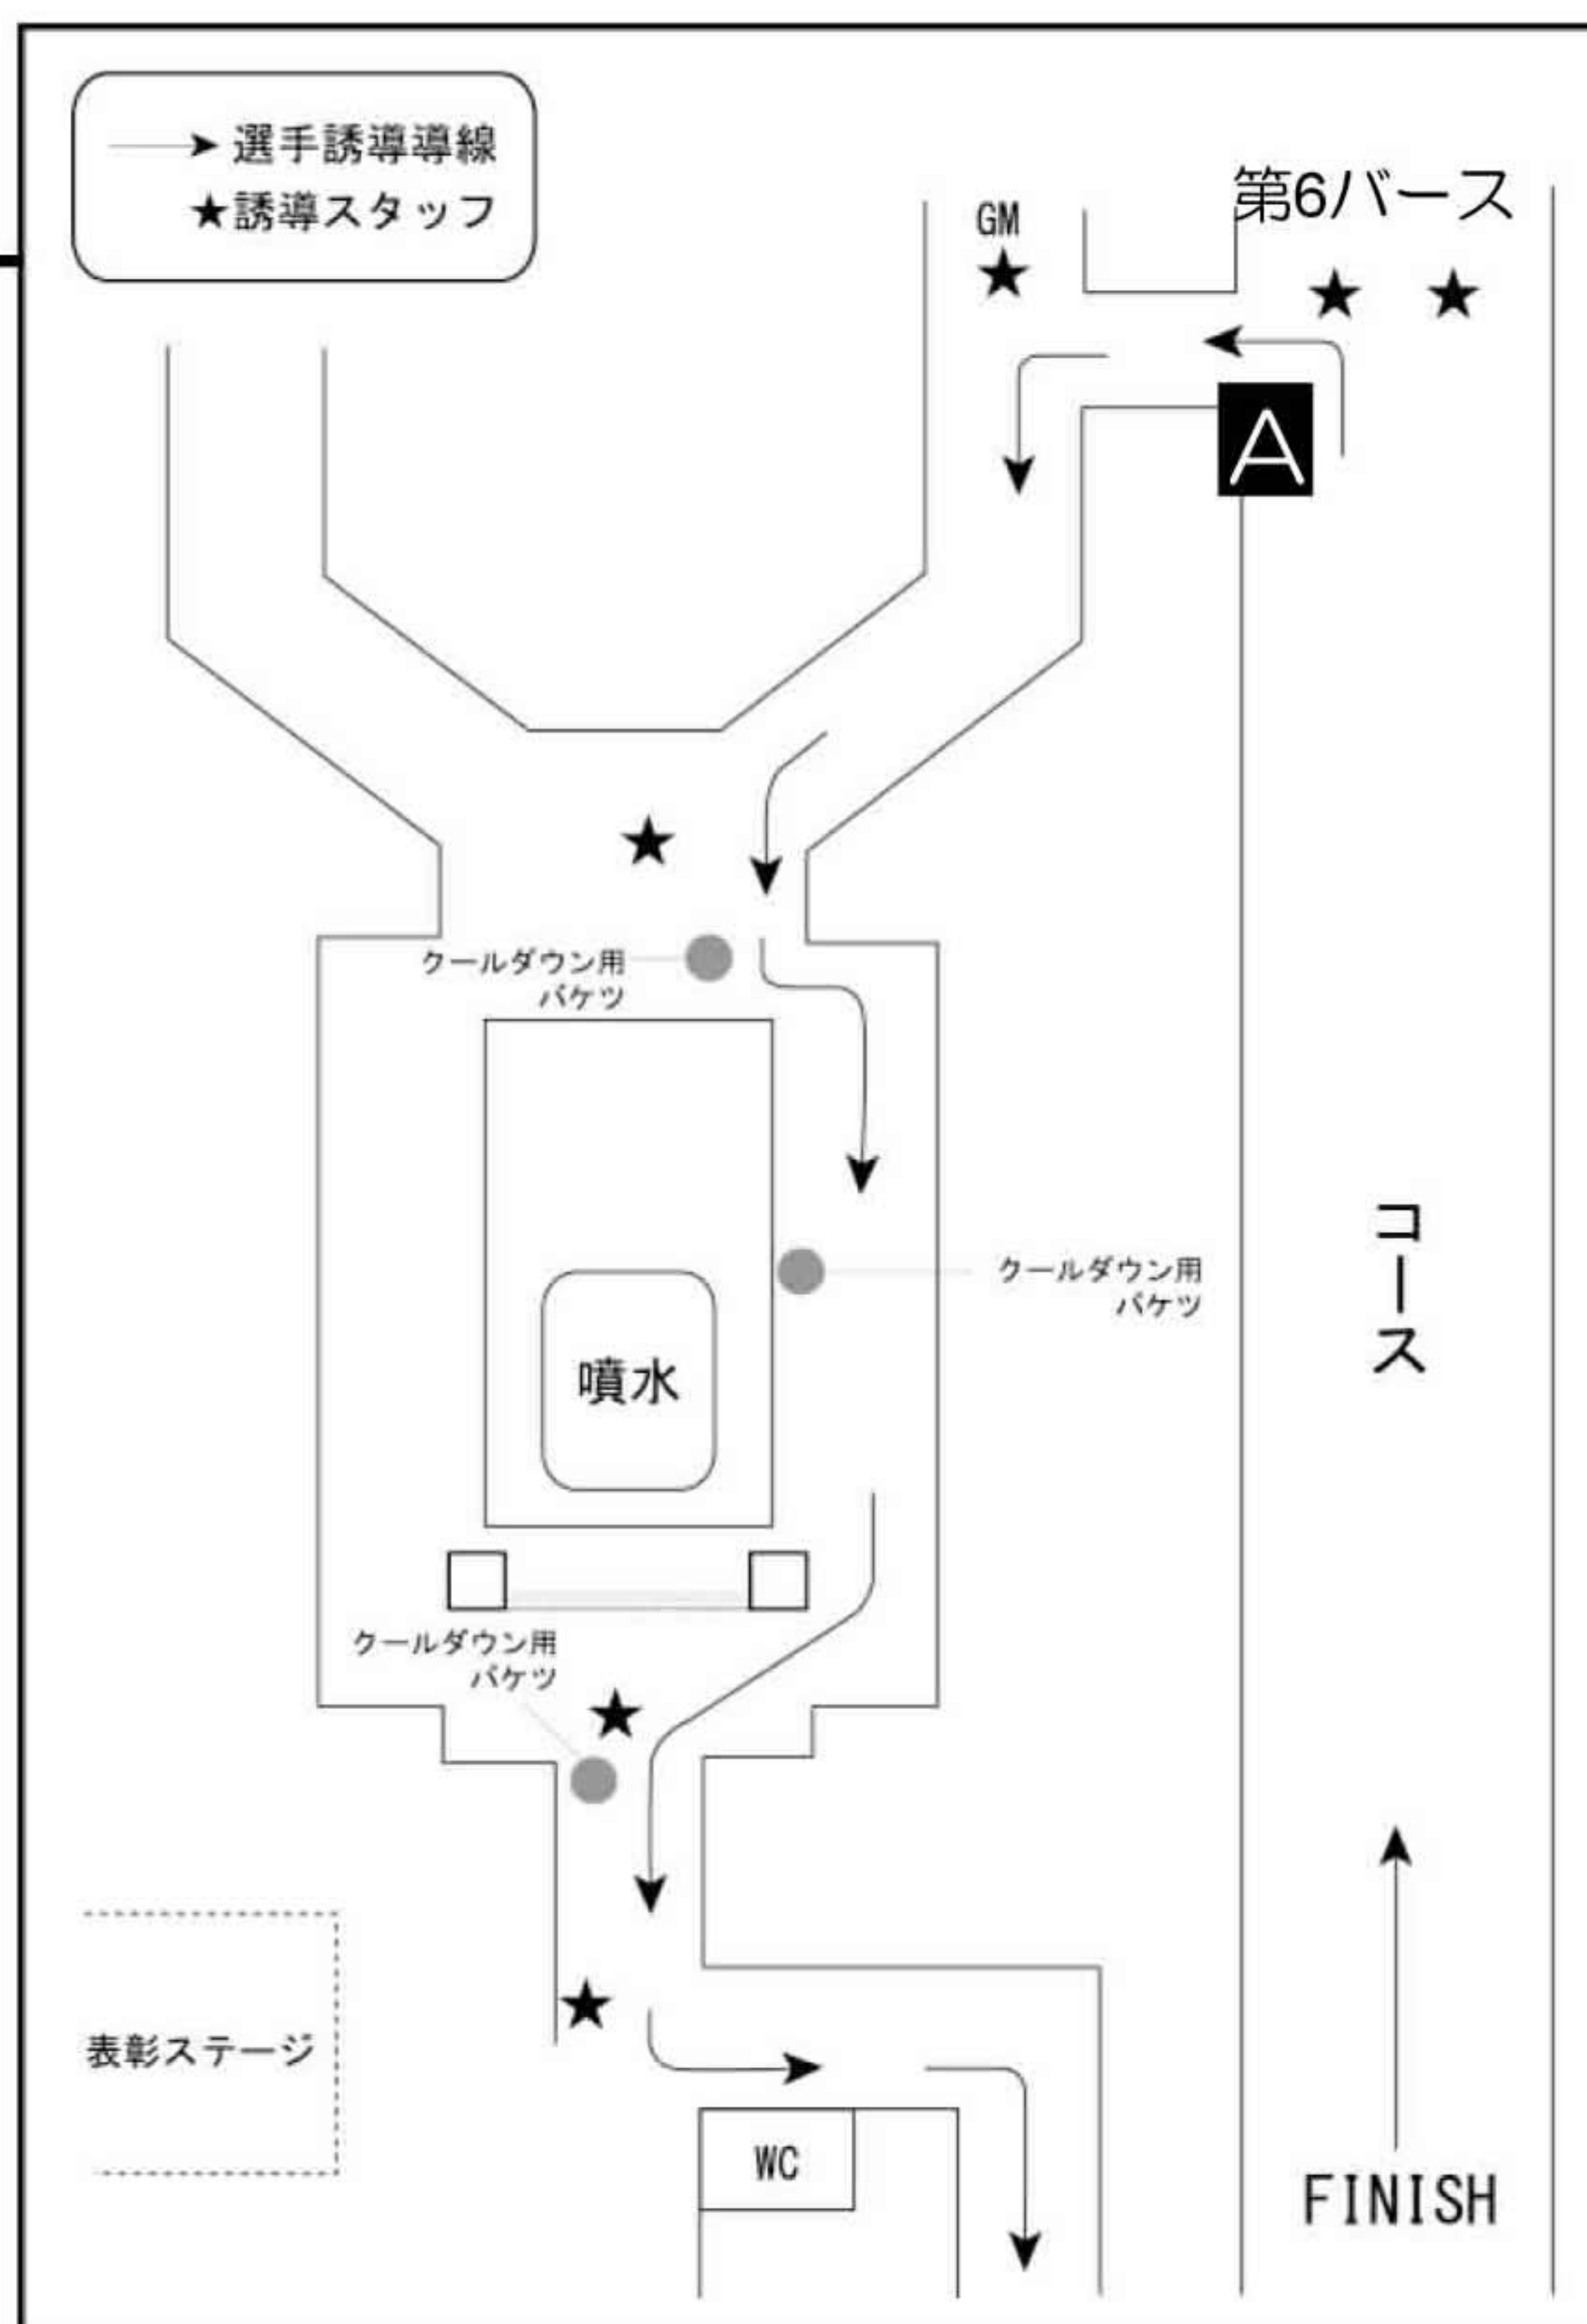 選手誘導導線
★誘導スタッフ
第6バース
GM
A
クールダウン用
バケツ
クールダウン用
バケツ
コース
噴水
クールダウン用
バケツ
表彰ステージ
WC
FINISH